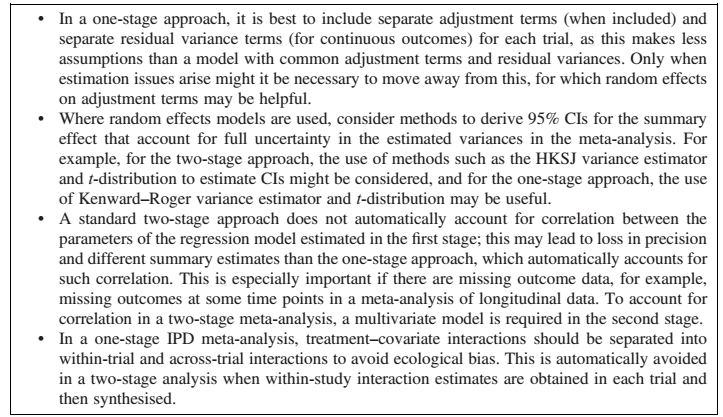 • In a one-stage approach, it is best to include separate adjustment terms (when included) and
separate residual variance terms (for continuous outcomes) for each trial, as this makes less
assumptions than a model with common adjustment terms and residual variances. Only when
estimation issues arise might it be necessary to move away from this, for which random effects
on adjustment terms may be helpful.
• Where random effects models are used, consider methods to derive 95% CIs for the summary
effect that account for full uncertainty in the estimated variances in the meta-analysis. For
example, for the two-stage approach, the use of methods such as the HKSJ variance estimator
and t-distribution to estimate CIs might be considered, and for the one-stage approach, the use
of Kenward–Roger variance estimator and t-distribution may be useful.
• A standard two-stage approach does not automatically account for correlation between the
parameters of the regression model estimated in the first stage; this may lead to loss in precision
and different summary estimates than the one-stage approach, which automatically accounts for
such correlation. This is especially important if there are missing outcome data, for example,
missing outcomes at some time points in a meta-analysis of longitudinal data. To account for
correlation in a two-stage meta-analysis, a multivariate model is required in the second stage.
• In a one-stage IPD meta-analysis, treatment–covariate interactions should be separated into
within-trial and across-trial interactions to avoid ecological bias. This is automatically avoided
in a two-stage analysis when within-study interaction estimates are obtained in each trial and
then synthesised.